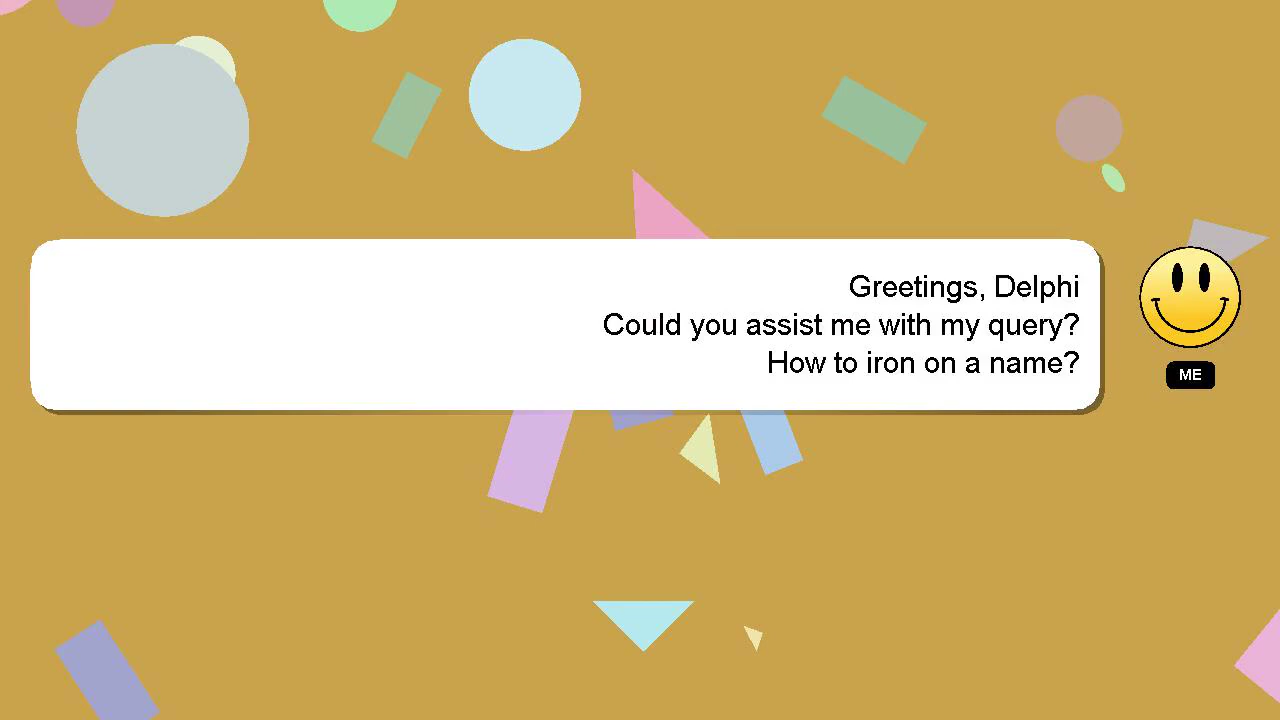 Greetings, Delphi
Could you assist me with my query?
How to iron on a name?
ME